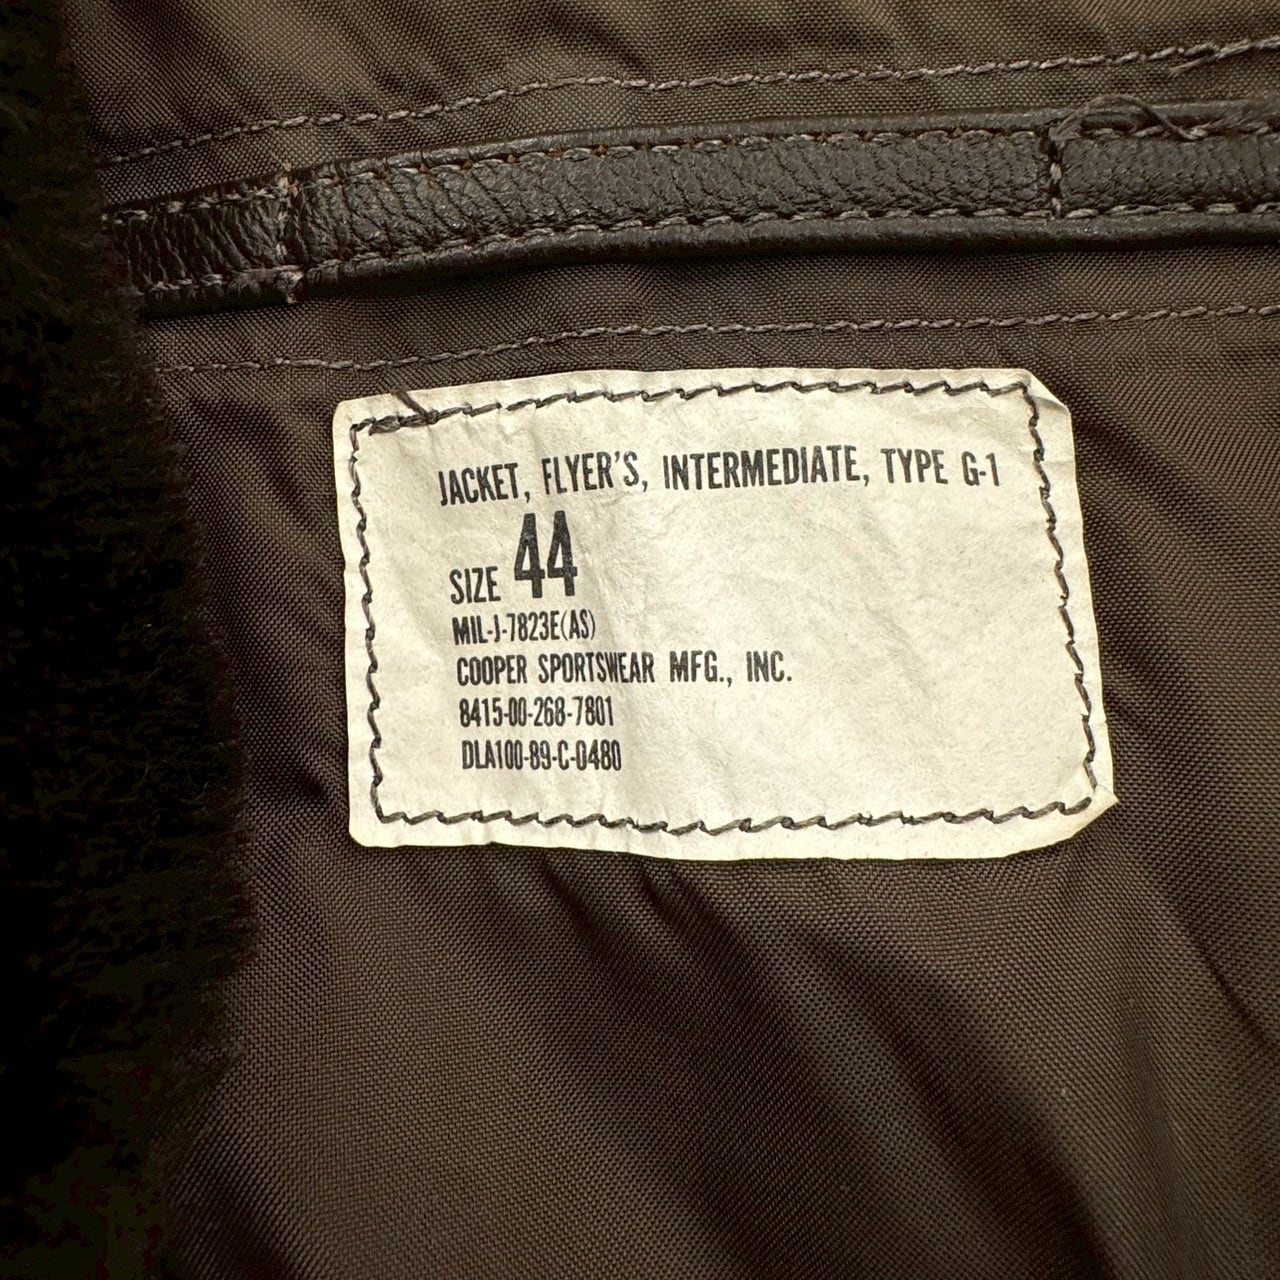 JACKET, FLYER'S, INTERMEDIATE, TYPE G-1
SIZE 44
MIL-J-7823E(AS)
COOPER SPORTSWEAR MFG., INC.
8415-00-268-7801
DLA100-89-C-0480